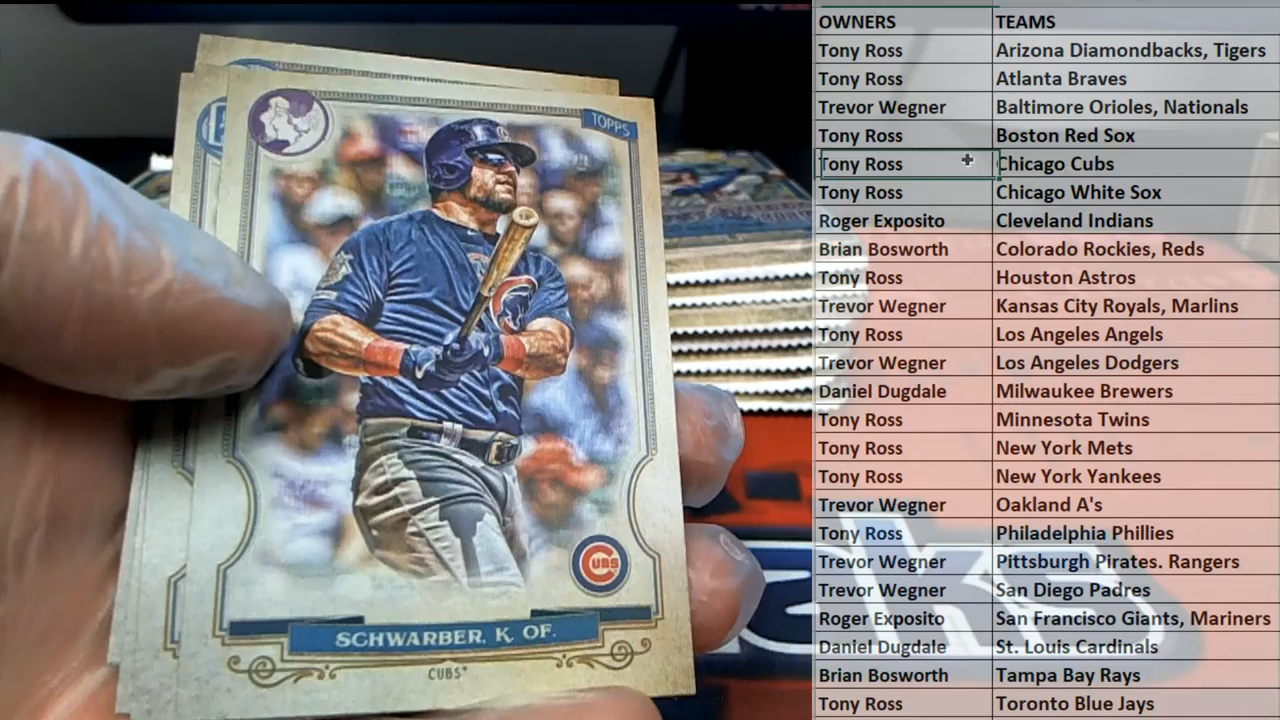 TOPPS
CUBS
SCHWARBER, K. OF.
CUBS
OWNERS TEAMS
Tony Ross Arizona Diamondbacks, Tigers
Tony Ross Atlanta Braves
Trevor Wegner Baltimore Orioles, Nationals
Tony Ross Boston Red Sox
Tony Ross Chicago Cubs
Tony Ross Chicago White Sox
Roger Exposito Cleveland Indians
Brian Bosworth Colorado Rockies, Reds
Tony Ross Houston Astros
Trevor Wegner Kansas City Royals, Marlins
Tony Ross Los Angeles Angels
Trevor Wegner Los Angeles Dodgers
Daniel Dugdale Milwaukee Brewers
Tony Ross Minnesota Twins
Tony Ross New York Mets
Tony Ross New York Yankees
Trevor Wegner Oakland A's
Tony Ross Philadelphia Phillies
Trevor Wegner Pittsburgh Pirates. Rangers
Trevor Wegner San Diego Padres
Roger Exposito San Francisco Giants, Mariners
Daniel Dugdale St. Louis Cardinals
Brian Bosworth Tampa Bay Rays
Tony Ross Toronto Blue Jays